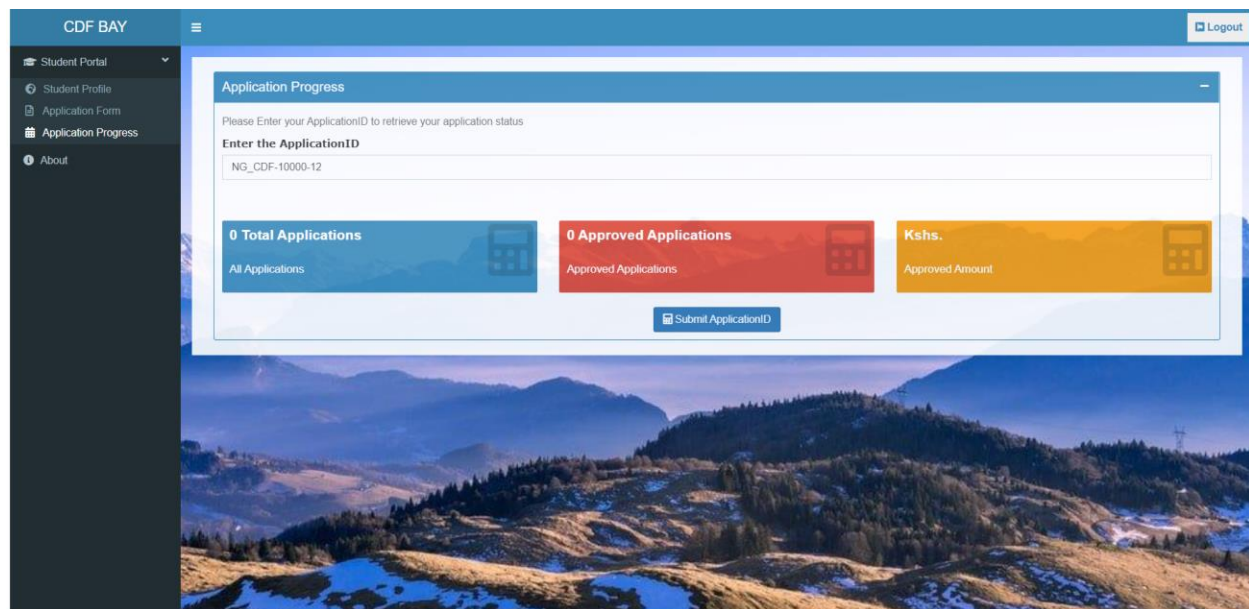 CDF BAY
Logout
Student Portal
Student Profile
Application Form
Application Progress
About
Application Progress
Please Enter your ApplicationID to retrieve your application status
Enter the ApplicationID
NG_CDF-10000-12
0 Total Applications
All Applications
0 Approved Applications
Approved Applications
Kshs.
Approved Amount
Submit ApplicationID